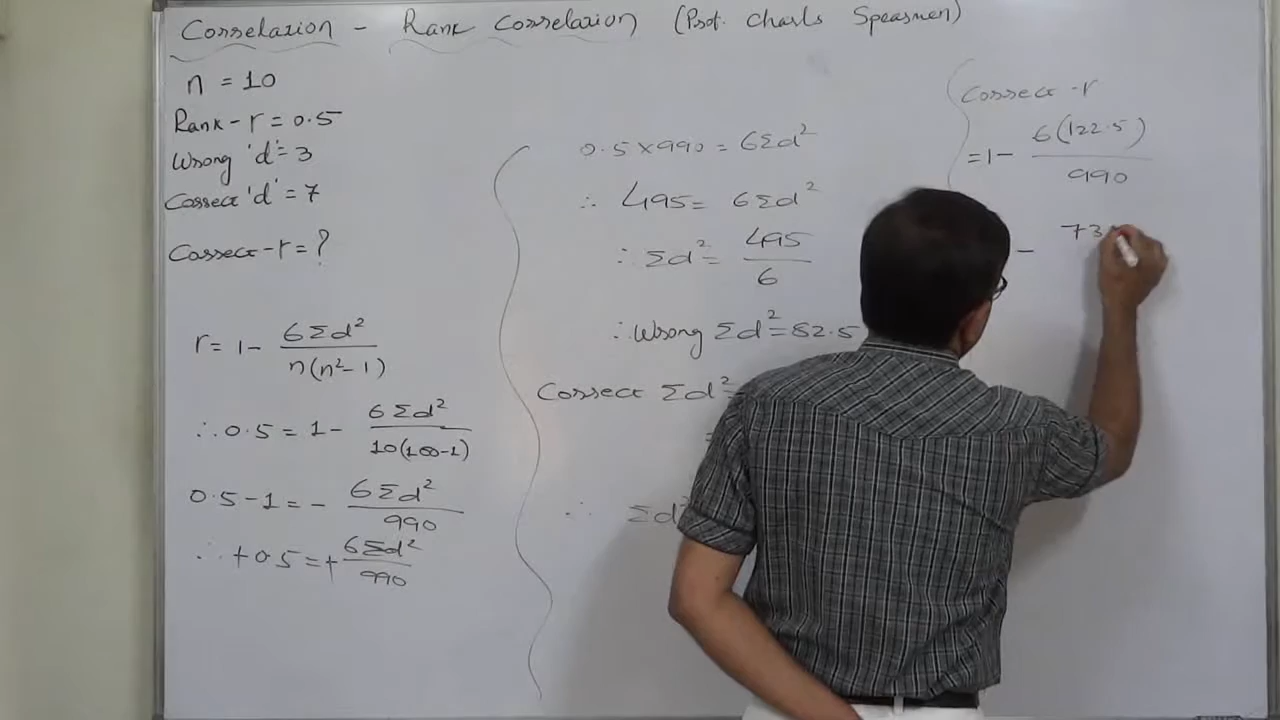 Correlation - Rank Correlation (Prof. Charls Spearmen)
n = 10
Rank-r = 0.5
Wrong 'd' = 3
Correct 'd' = 7
Correct-r = ?
r = 1 - 6Σd² / n(n²-1)
∴ 0.5 = 1 - 6Σd² / 10(100-1)
0.5 - 1 = - 6Σd² / 990
∴ +0.5 = + 6Σd² / 990
0.5 × 990 = 6Σd²
∴ 495 = 6Σd²
∴ Σd² = 495 / 6
∴ Wrong Σd² = 82.5
Correct Σd² =
=
∴ Σd²
Correct - r
= 1 - 6(122.5) / 990
- 73